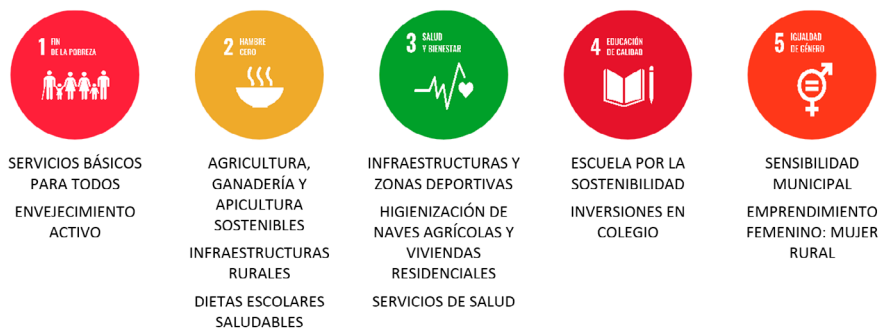 1 FIN
DE LA POBREZA
SERVICIOS BÁSICOS
PARA TODOS
ENVEJECIMIENTO
ACTIVO
2 HAMBRE
CERO
AGRICULTURA,
GANADERÍA Y
APICULTURA
SOSTENIBLES
INFRAESTRUCTURAS
RURALES
DIETAS ESCOLARES
SALUDABLES
3 SALUD
Y BIENESTAR
INFRAESTRUCTURAS Y
ZONAS DEPORTIVAS
HIGIENIZACIÓN DE
NAVES AGRÍCOLAS Y
VIVIENDAS
RESIDENCIALES
SERVICIOS DE SALUD
4 EDUCACIÓN
DE CALIDAD
ESCUELA POR LA
SOSTENIBILIDAD
INVERSIONES EN
COLEGIO
5 IGUALDAD
DE GÉNERO
SENSIBILIDAD
MUNICIPAL
EMPRENDIMIENTO
FEMENINO: MUJER
RURAL